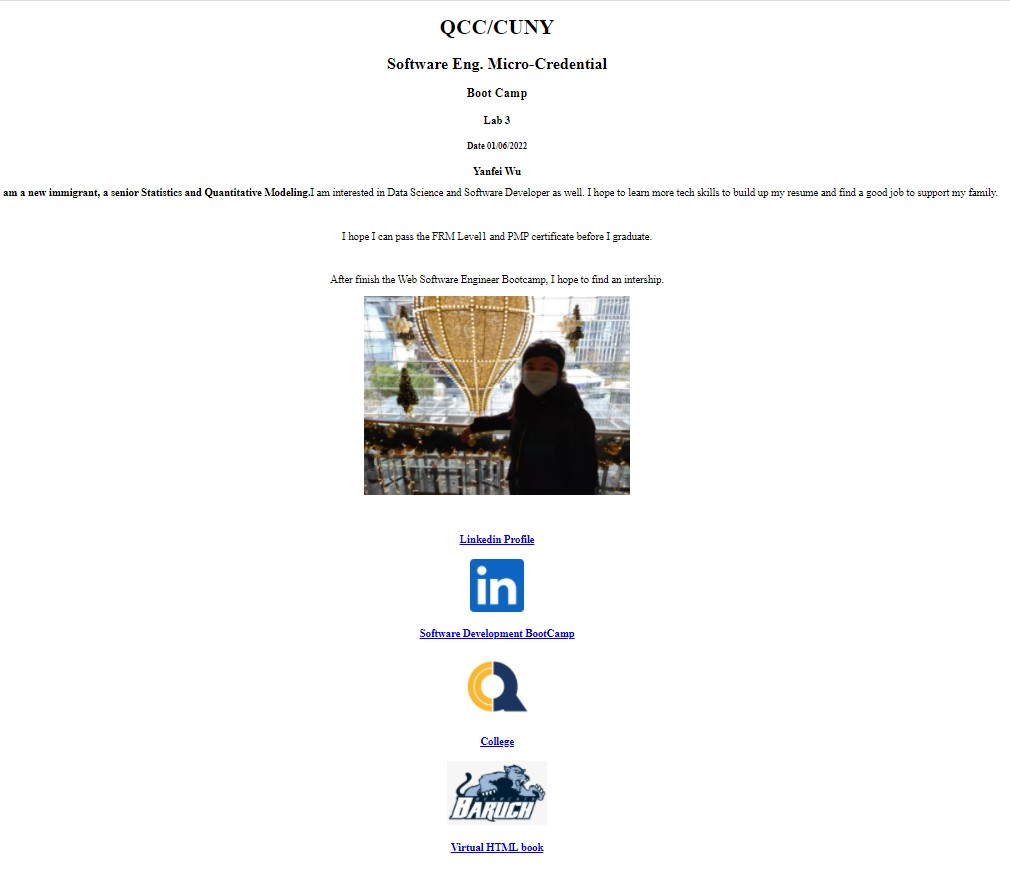 QCC/CUNY
Software Eng. Micro-Credential
Boot Camp
Lab 3
Date 01/06/2022
Yanfei Wu
am a new immigrant, a senior Statistics and Quantitative Modeling.I am interested in Data Science and Software Developer as well. I hope to learn more tech skills to build up my resume and find a good job to support my family.
I hope I can pass the FRM Level1 and PMP certificate before I graduate.
After finish the Web Software Engineer Bootcamp, I hope to find an intership.
Linkedin Profile
in
Software Development BootCamp
College
BARUCH
Virtual HTML book